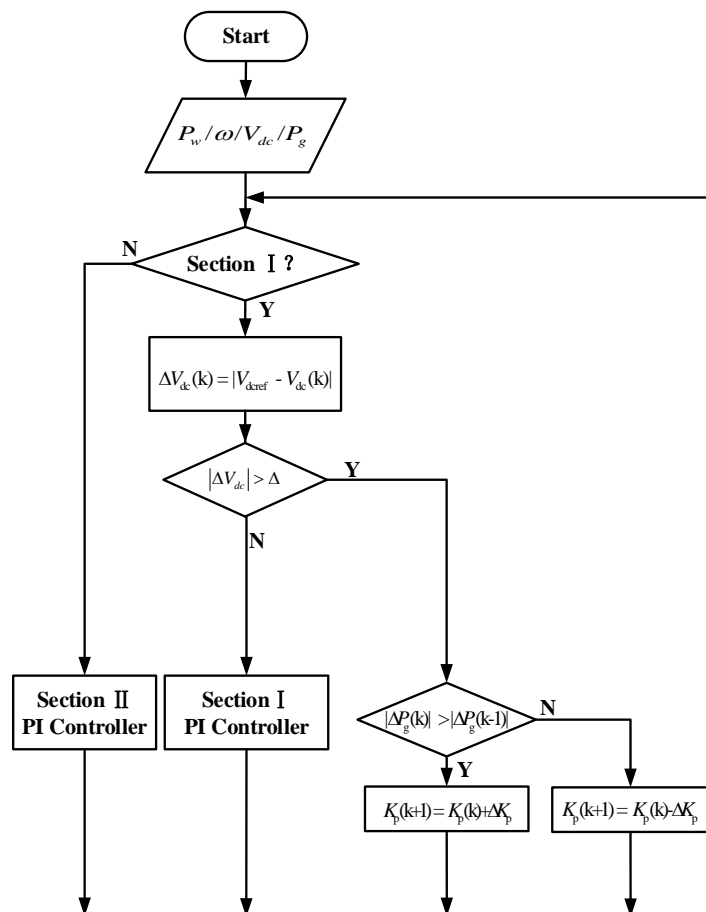 Start
P_w/ω/V_dc/P_g
N
Section Ⅰ ?
Y
ΔV_dc(k) = |V_dcref - V_dc(k)|
|ΔV_dc| > Δ
Y
N
Section Ⅱ
PI Controller
Section Ⅰ
PI Controller
|ΔP_g(k)| >|ΔP_g(k-1)|
N
Y
K_p(k+1) = K_p(k)+ΔK_p
K_p(k+1) = K_p(k)-ΔK_p